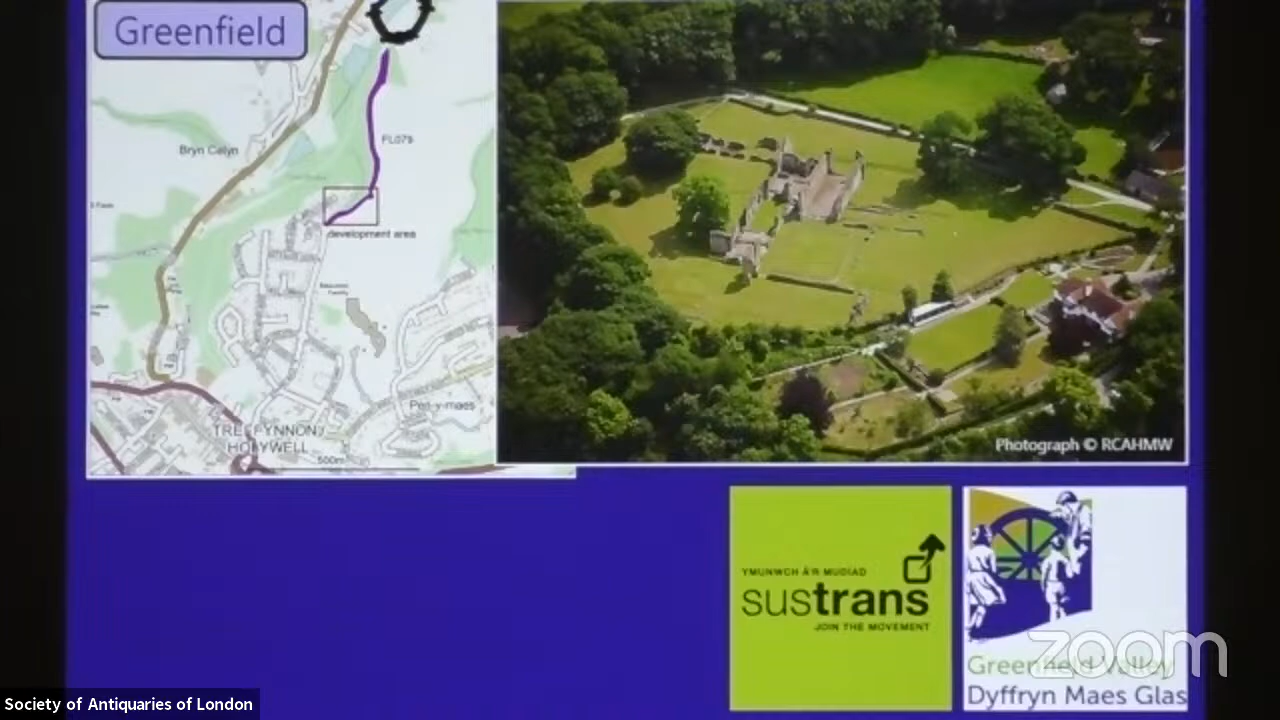 Greenfield
FL079
Bryn Celyn
development area
Pen-y-maes
TREFFYNNON/
HOLYWELL
500m
Photograph © RCAHMW
YMUNWCH Â'R MUDIAD
sustrans
JOIN THE MOVEMENT
zoom
Greenfield Valley
Dyffryn Maes Glas
Society of Antiquaries of London